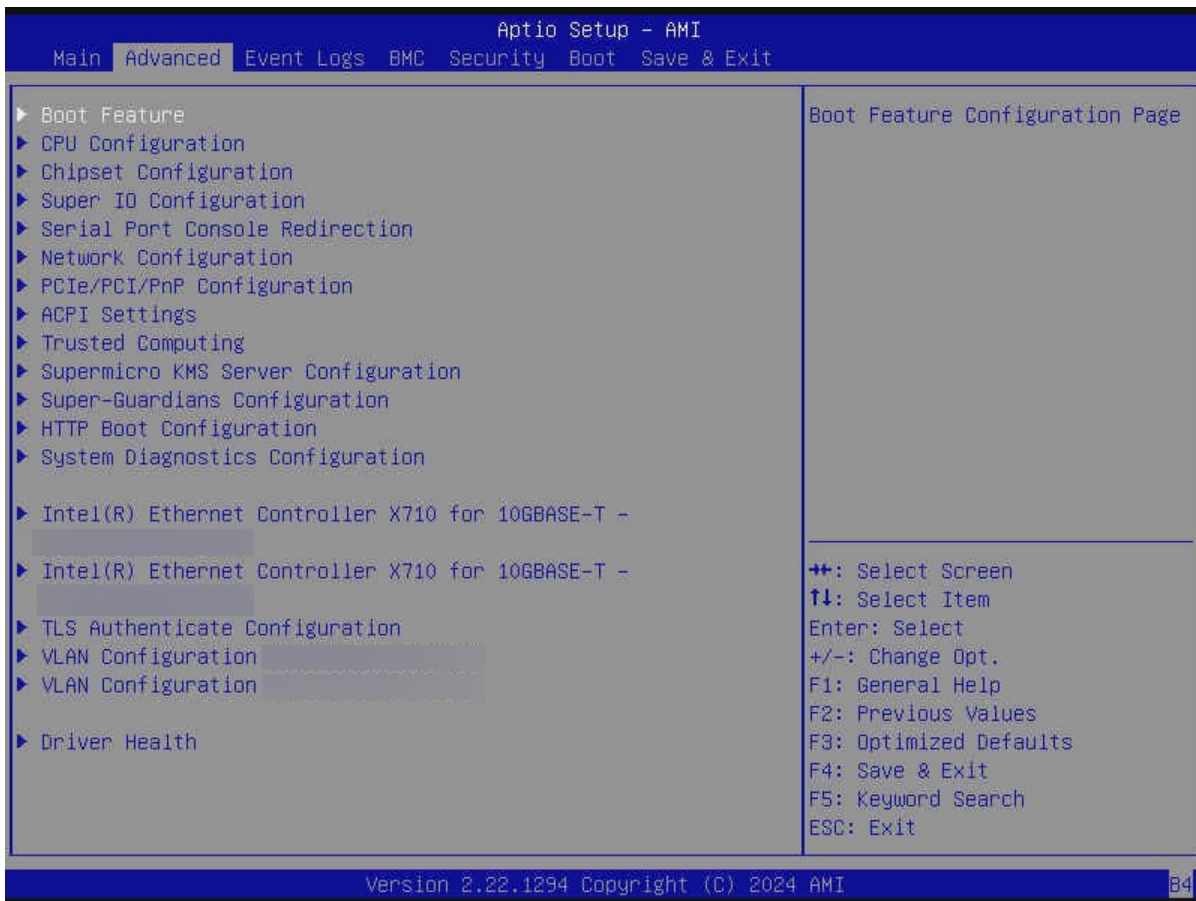 Aptio Setup – AMI
Main Advanced Event Logs BMC Security Boot Save & Exit
▶ Boot Feature
▶ CPU Configuration
▶ Chipset Configuration
▶ Super IO Configuration
▶ Serial Port Console Redirection
▶ Network Configuration
▶ PCIe/PCI/PnP Configuration
▶ ACPI Settings
▶ Trusted Computing
▶ Supermicro KMS Server Configuration
▶ Super-Guardians Configuration
▶ HTTP Boot Configuration
▶ System Diagnostics Configuration
▶ Intel(R) Ethernet Controller X710 for 10GBASE-T –
▶ Intel(R) Ethernet Controller X710 for 10GBASE-T –
▶ TLS Authenticate Configuration
▶ VLAN Configuration
▶ VLAN Configuration
▶ Driver Health
Boot Feature Configuration Page
→←: Select Screen
↑↓: Select Item
Enter: Select
+/-: Change Opt.
F1: General Help
F2: Previous Values
F3: Optimized Defaults
F4: Save & Exit
F5: Keyword Search
ESC: Exit
Version 2.22.1294 Copyright (C) 2024 AMI
B4